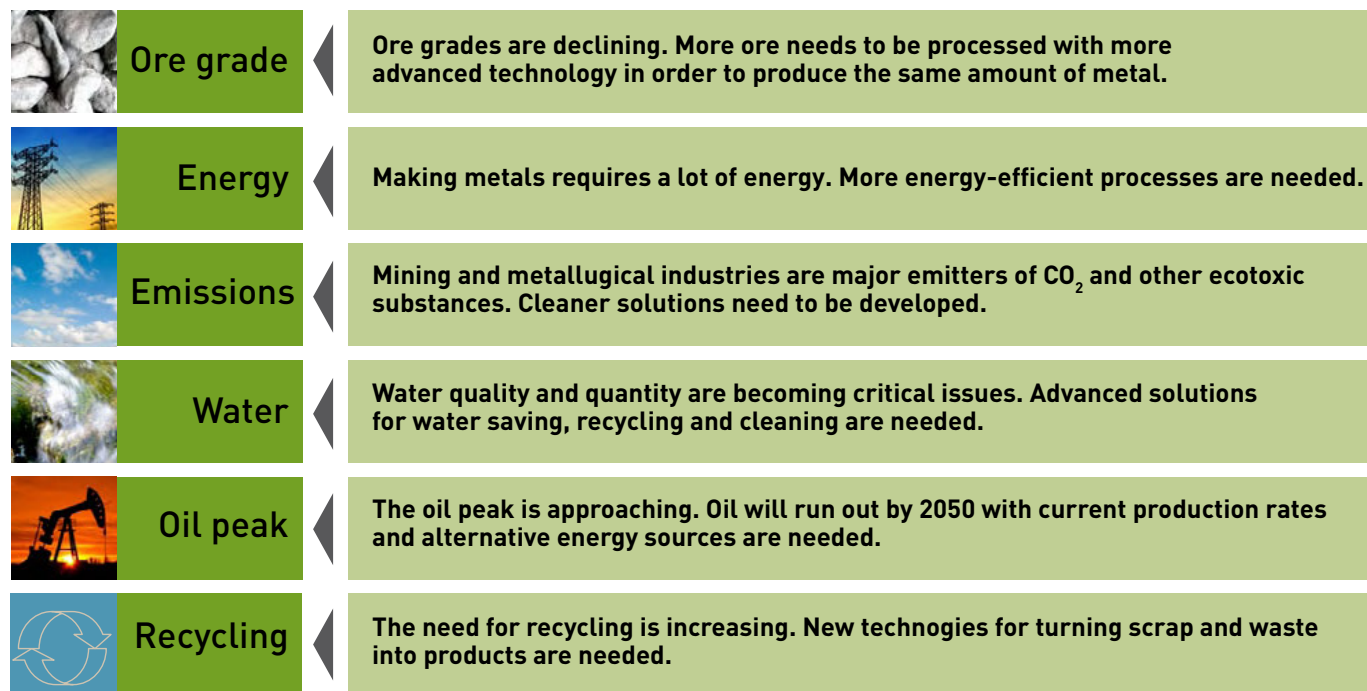 Ore grade
Ore grades are declining. More ore needs to be processed with more
advanced technology in order to produce the same amount of metal.
Energy
Making metals requires a lot of energy. More energy-efficient processes are needed.
Emissions
Mining and metallugical industries are major emitters of CO₂ and other ecotoxic
substances. Cleaner solutions need to be developed.
Water
Water quality and quantity are becoming critical issues. Advanced solutions
for water saving, recycling and cleaning are needed.
Oil peak
The oil peak is approaching. Oil will run out by 2050 with current production rates
and alternative energy sources are needed.
Recycling
The need for recycling is increasing. New technogies for turning scrap and waste
into products are needed.